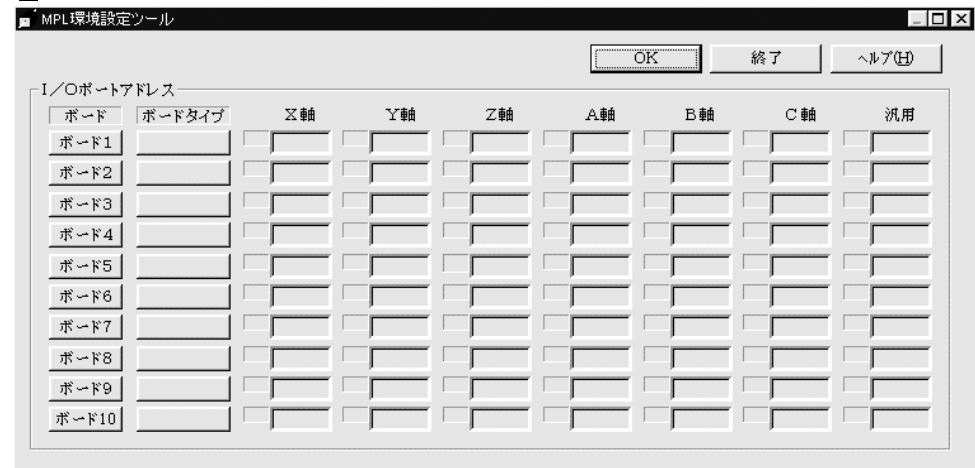 MPL環境設定ツール
OK 終了 ヘルプ(H)
I/Oポートアドレス
ボード ボードタイプ X軸 Y軸 Z軸 A軸 B軸 C軸 汎用
ボード1
ボード2
ボード3
ボード4
ボード5
ボード6
ボード7
ボード8
ボード9
ボード10